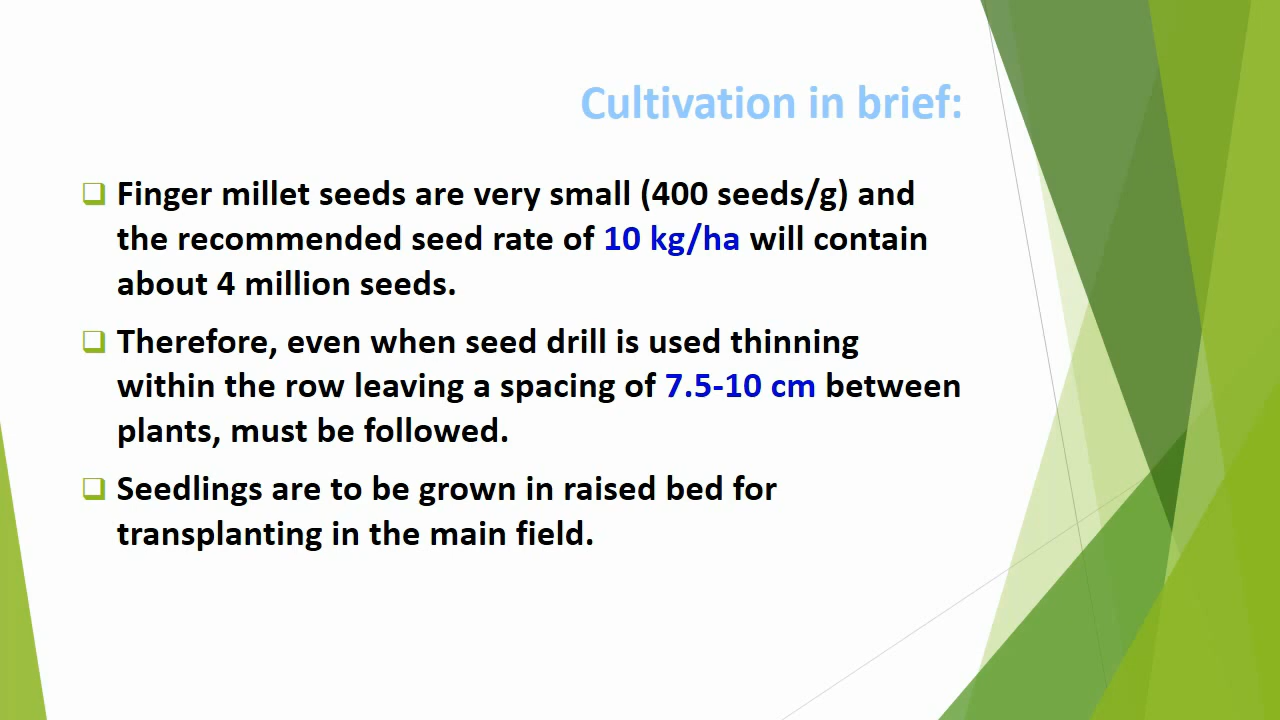 Cultivation in brief:
Finger millet seeds are very small (400 seeds/g) and
the recommended seed rate of 10 kg/ha will contain
about 4 million seeds.
Therefore, even when seed drill is used thinning
within the row leaving a spacing of 7.5-10 cm between
plants, must be followed.
Seedlings are to be grown in raised bed for
transplanting in the main field.